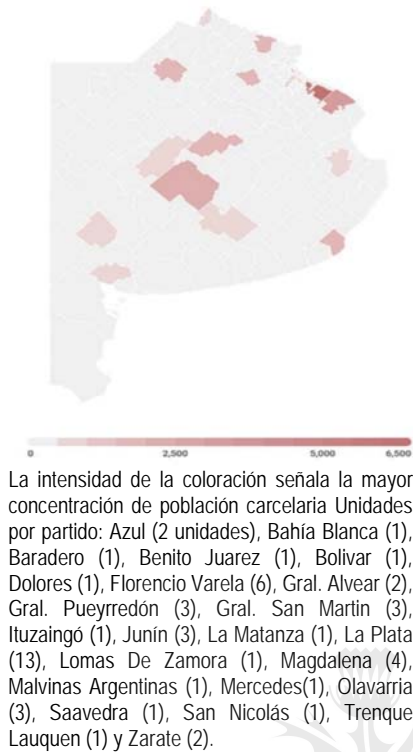 0 2,500 5,000 6,500
La intensidad de la coloración señala la mayor
concentración de población carcelaria Unidades
por partido: Azul (2 unidades), Bahía Blanca (1),
Baradero (1), Benito Juarez (1), Bolivar (1),
Dolores (1), Florencio Varela (6), Gral. Alvear (2),
Gral. Pueyrredón (3), Gral. San Martin (3),
Ituzaingó (1), Junín (3), La Matanza (1), La Plata
(13), Lomas De Zamora (1), Magdalena (4),
Malvinas Argentinas (1), Mercedes(1), Olavarria
(3), Saavedra (1), San Nicolás (1), Trenque
Lauquen (1) y Zarate (2).